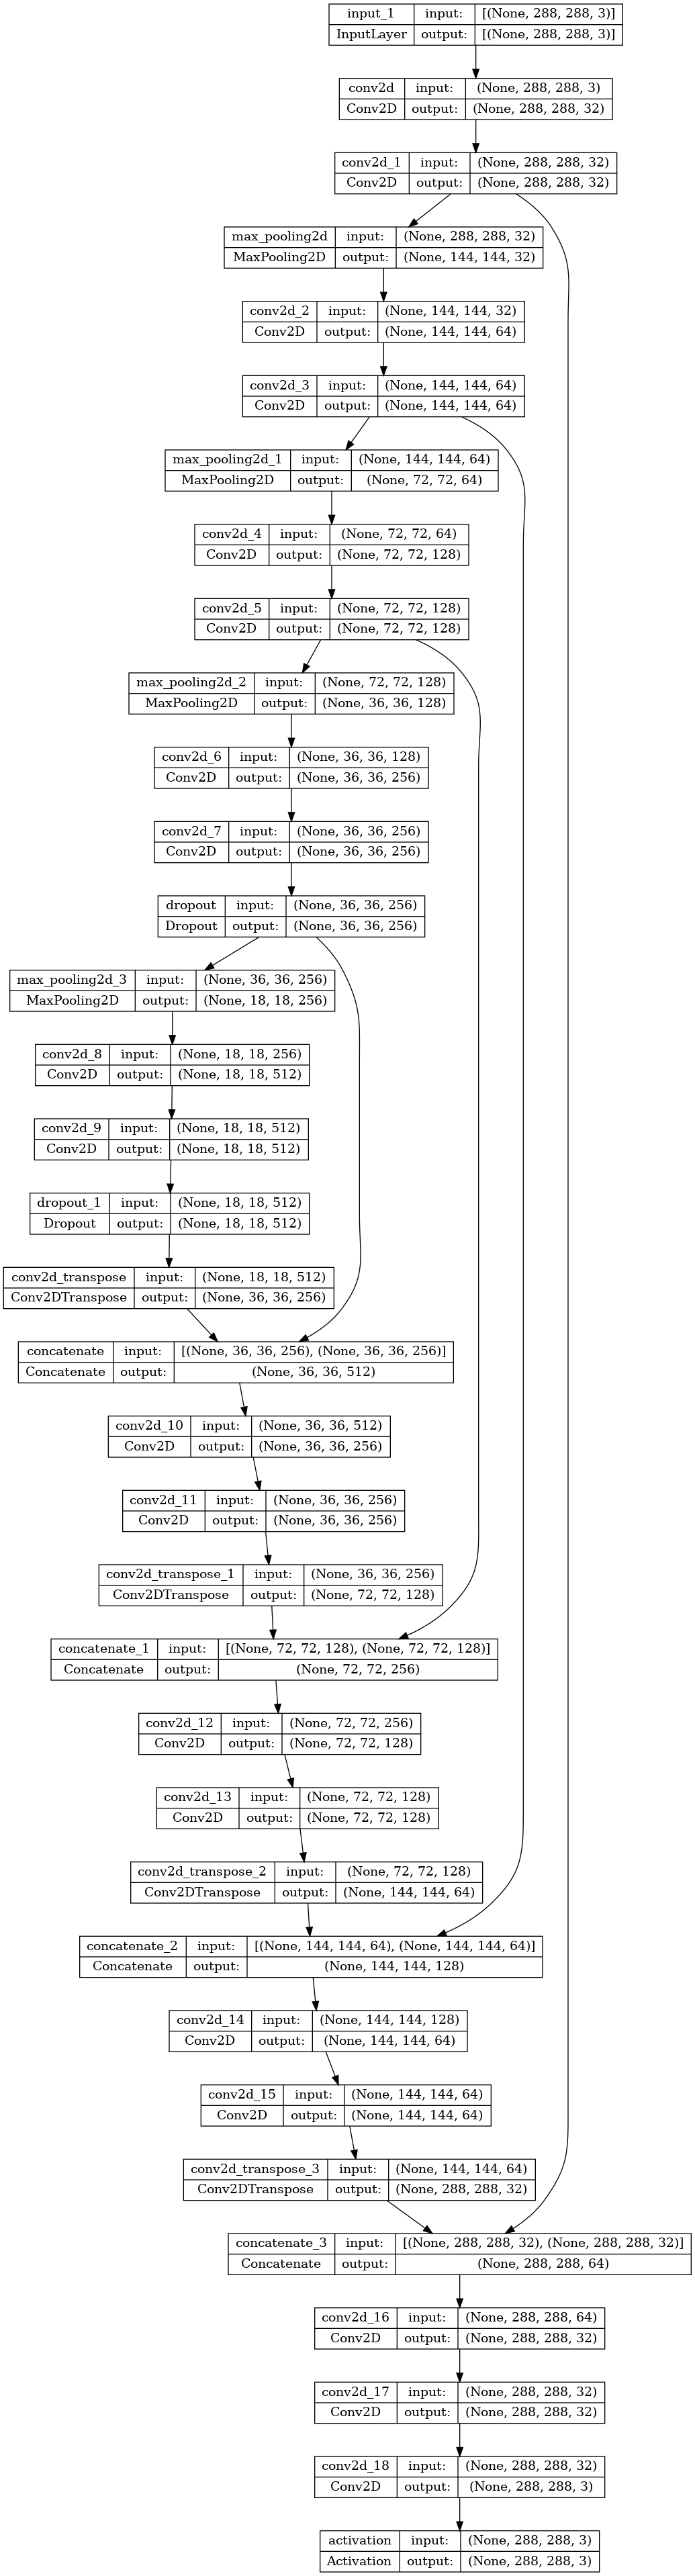 input_1 input: [(None, 288, 288, 3)]
InputLayer output: [(None, 288, 288, 3)]
conv2d input: (None, 288, 288, 3)
Conv2D output: (None, 288, 288, 32)
conv2d_1 input: (None, 288, 288, 32)
Conv2D output: (None, 288, 288, 32)
max_pooling2d input: (None, 288, 288, 32)
MaxPooling2D output: (None, 144, 144, 32)
conv2d_2 input: (None, 144, 144, 32)
Conv2D output: (None, 144, 144, 64)
conv2d_3 input: (None, 144, 144, 64)
Conv2D output: (None, 144, 144, 64)
max_pooling2d_1 input: (None, 144, 144, 64)
MaxPooling2D output: (None, 72, 72, 64)
conv2d_4 input: (None, 72, 72, 64)
Conv2D output: (None, 72, 72, 128)
conv2d_5 input: (None, 72, 72, 128)
Conv2D output: (None, 72, 72, 128)
max_pooling2d_2 input: (None, 72, 72, 128)
MaxPooling2D output: (None, 36, 36, 128)
conv2d_6 input: (None, 36, 36, 128)
Conv2D output: (None, 36, 36, 256)
conv2d_7 input: (None, 36, 36, 256)
Conv2D output: (None, 36, 36, 256)
dropout input: (None, 36, 36, 256)
Dropout output: (None, 36, 36, 256)
max_pooling2d_3 input: (None, 36, 36, 256)
MaxPooling2D output: (None, 18, 18, 256)
conv2d_8 input: (None, 18, 18, 256)
Conv2D output: (None, 18, 18, 512)
conv2d_9 input: (None, 18, 18, 512)
Conv2D output: (None, 18, 18, 512)
dropout_1 input: (None, 18, 18, 512)
Dropout output: (None, 18, 18, 512)
conv2d_transpose input: (None, 18, 18, 512)
Conv2DTranspose output: (None, 36, 36, 256)
concatenate input: [(None, 36, 36, 256), (None, 36, 36, 256)]
Concatenate output: (None, 36, 36, 512)
conv2d_10 input: (None, 36, 36, 512)
Conv2D output: (None, 36, 36, 256)
conv2d_11 input: (None, 36, 36, 256)
Conv2D output: (None, 36, 36, 256)
conv2d_transpose_1 input: (None, 36, 36, 256)
Conv2DTranspose output: (None, 72, 72, 128)
concatenate_1 input: [(None, 72, 72, 128), (None, 72, 72, 128)]
Concatenate output: (None, 72, 72, 256)
conv2d_12 input: (None, 72, 72, 256)
Conv2D output: (None, 72, 72, 128)
conv2d_13 input: (None, 72, 72, 128)
Conv2D output: (None, 72, 72, 128)
conv2d_transpose_2 input: (None, 72, 72, 128)
Conv2DTranspose output: (None, 144, 144, 64)
concatenate_2 input: [(None, 144, 144, 64), (None, 144, 144, 64)]
Concatenate output: (None, 144, 144, 128)
conv2d_14 input: (None, 144, 144, 128)
Conv2D output: (None, 144, 144, 64)
conv2d_15 input: (None, 144, 144, 64)
Conv2D output: (None, 144, 144, 64)
conv2d_transpose_3 input: (None, 144, 144, 64)
Conv2DTranspose output: (None, 288, 288, 32)
concatenate_3 input: [(None, 288, 288, 32), (None, 288, 288, 32)]
Concatenate output: (None, 288, 288, 64)
conv2d_16 input: (None, 288, 288, 64)
Conv2D output: (None, 288, 288, 32)
conv2d_17 input: (None, 288, 288, 32)
Conv2D output: (None, 288, 288, 32)
conv2d_18 input: (None, 288, 288, 32)
Conv2D output: (None, 288, 288, 3)
activation input: (None, 288, 288, 3)
Activation output: (None, 288, 288, 3)